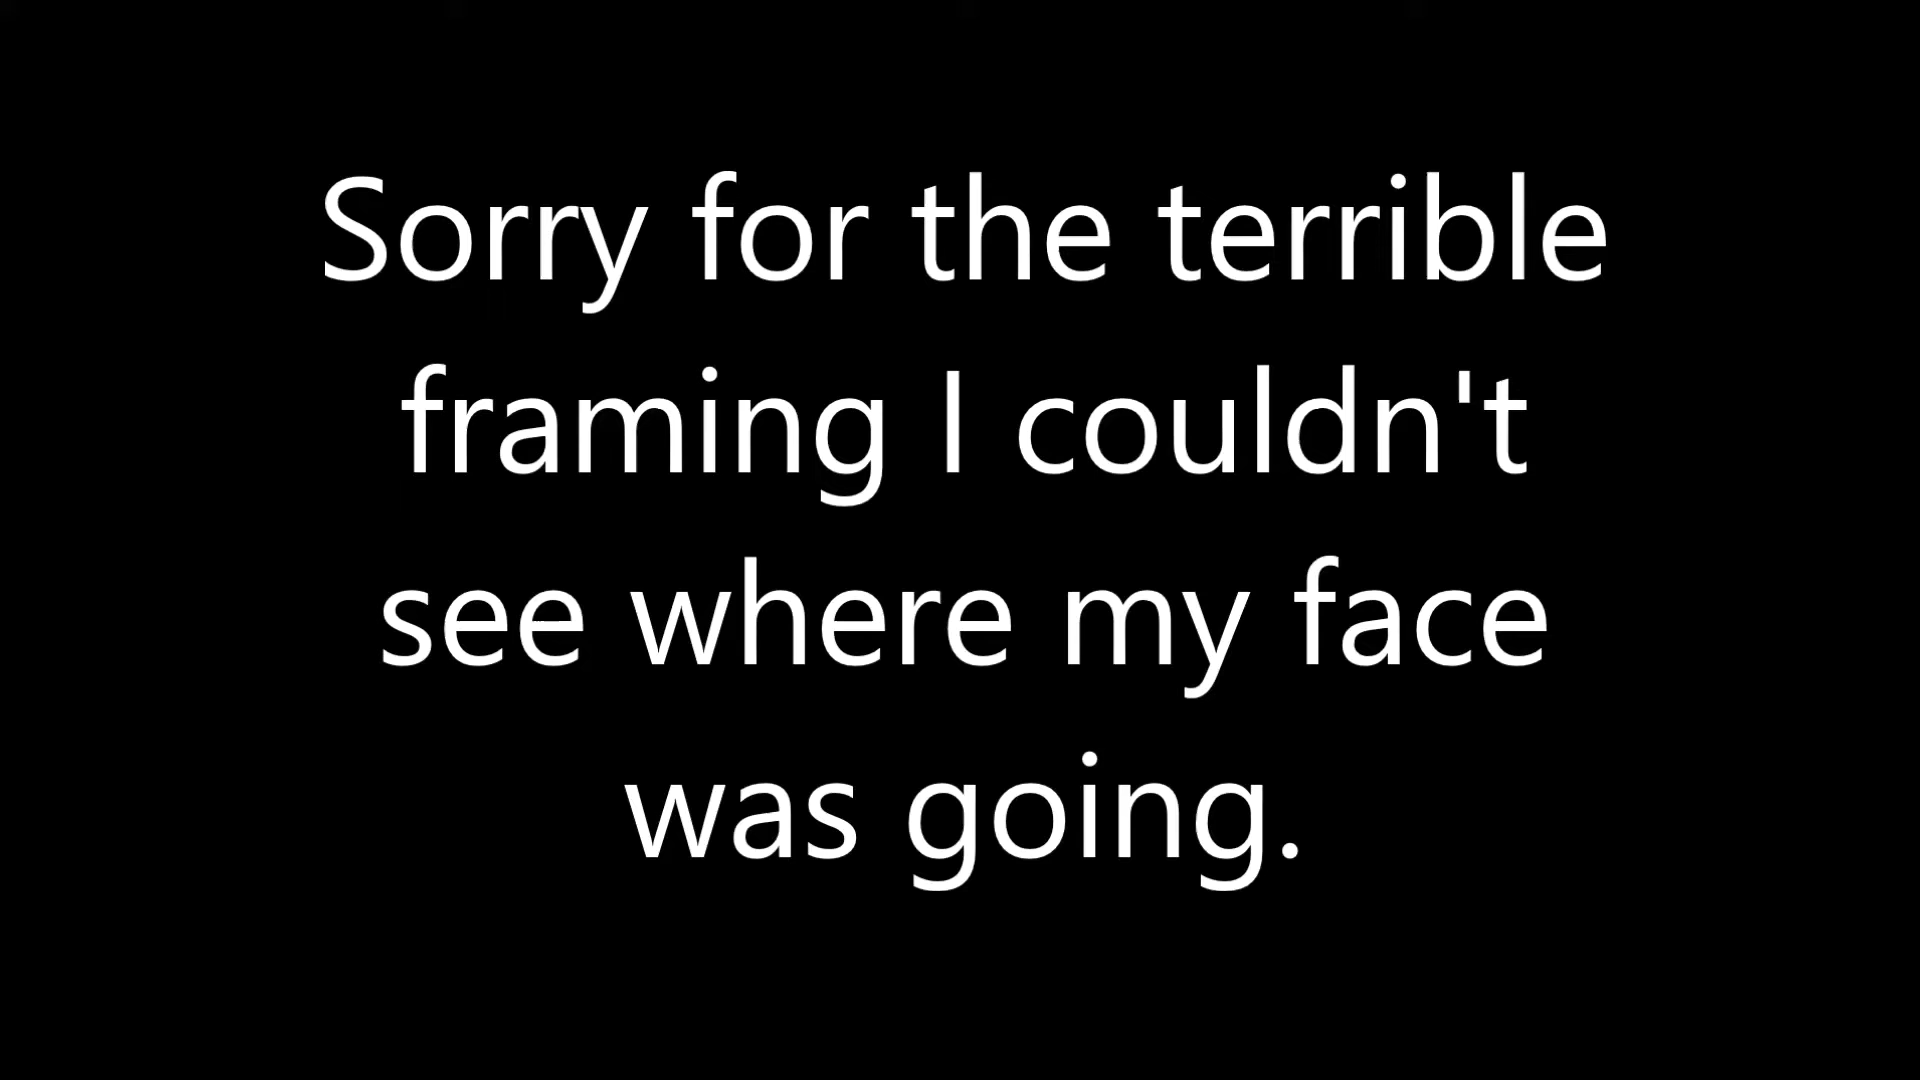 Sorry for the terrible
framing I couldn't
see where my face
was going.